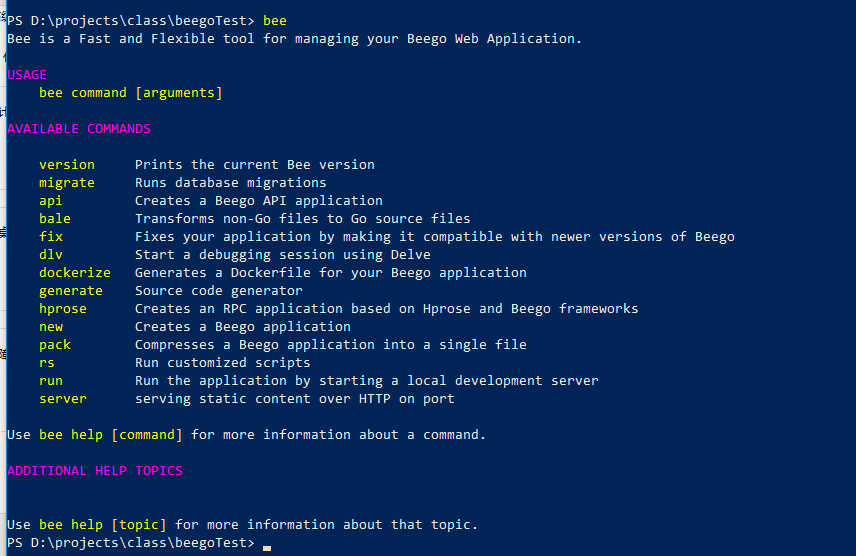 PS D:\projects\class\beegoTest> bee
Bee is a Fast and Flexible tool for managing your Beego Web Application.
USAGE
bee command [arguments]
AVAILABLE COMMANDS
version Prints the current Bee version
migrate Runs database migrations
api Creates a Beego API application
bale Transforms non-Go files to Go source files
fix Fixes your application by making it compatible with newer versions of Beego
dlv Start a debugging session using Delve
dockerize Generates a Dockerfile for your Beego application
generate Source code generator
hprose Creates an RPC application based on Hprose and Beego frameworks
new Creates a Beego application
pack Compresses a Beego application into a single file
rs Run customized scripts
run Run the application by starting a local development server
server serving static content over HTTP on port
Use bee help [command] for more information about a command.
ADDITIONAL HELP TOPICS
Use bee help [topic] for more information about that topic.
PS D:\projects\class\beegoTest>